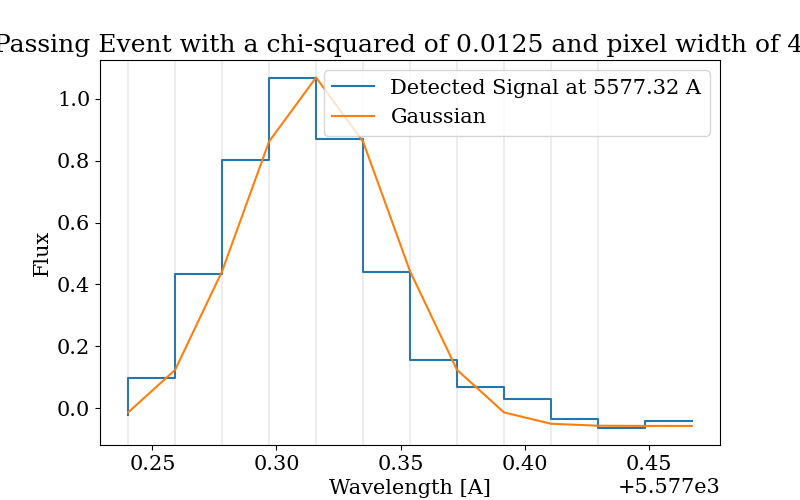 Passing Event with a chi-squared of 0.0125 and pixel width of 4
Detected Signal at 5577.32 A
Gaussian
Flux
1.0
0.8
0.6
0.4
0.2
0.0
0.25 0.30 0.35 0.40 0.45
+5.577e3
Wavelength [A]